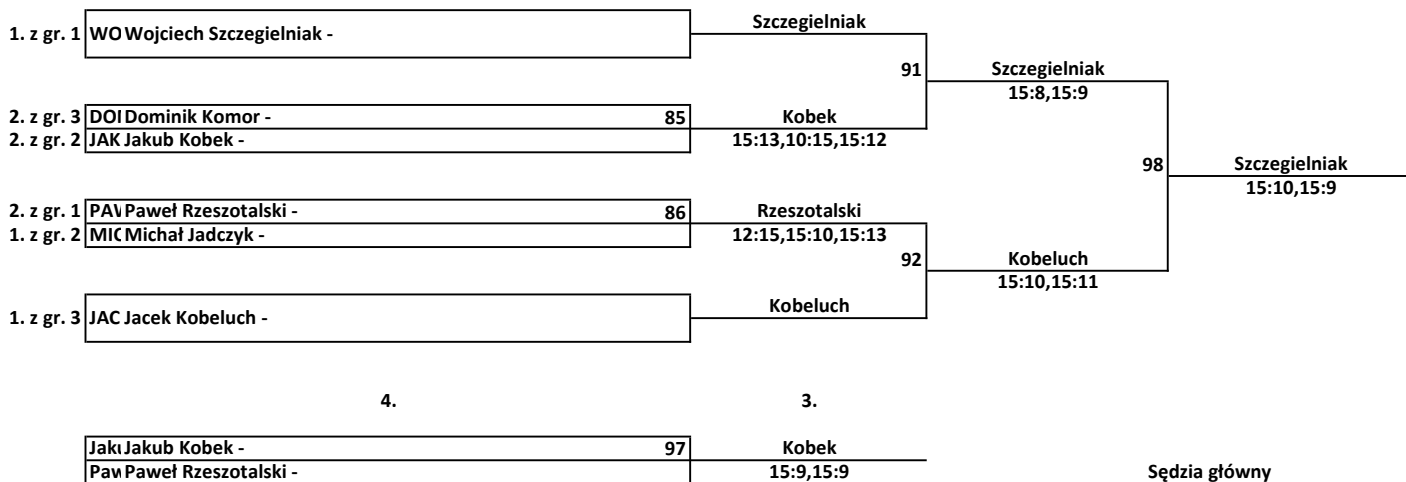 Szczegielniak
1. z gr. 1 WO Wojciech Szczegielniak -
91 Szczegielniak
15:8,15:9
2. z gr. 3 DOI Dominik Komor - 85 Kobek
2. z gr. 2 JAK Jakub Kobek - 15:13,10:15,15:12
98 Szczegielniak
15:10,15:9
2. z gr. 1 PAW Paweł Rzeszotalski - 86 Rzeszotalski
1. z gr. 2 MIC Michał Jadczyk - 12:15,15:10,15:13
92 Kobeluch
15:10,15:11
Kobeluch
1. z gr. 3 JAC Jacek Kobeluch -
4. 3.
Jaku Jakub Kobek - 97 Kobek
Paw Paweł Rzeszotalski - 15:9,15:9 Sędzia główny